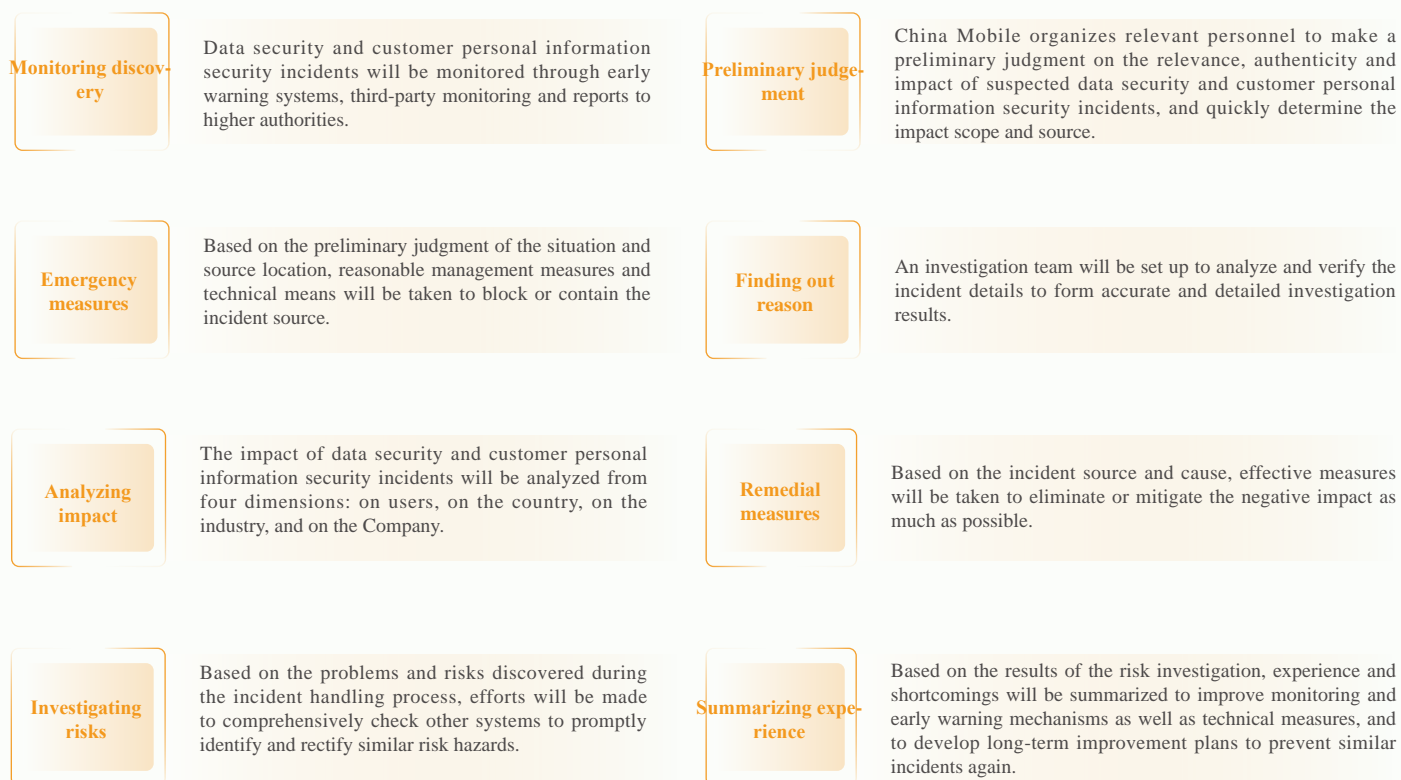 Monitoring discov-
ery
Data security and customer personal information
security incidents will be monitored through early
warning systems, third-party monitoring and reports to
higher authorities.
Preliminary judge-
ment
China Mobile organizes relevant personnel to make a
preliminary judgment on the relevance, authenticity and
impact of suspected data security and customer personal
information security incidents, and quickly determine the
impact scope and source.
Emergency
measures
Based on the preliminary judgment of the situation and
source location, reasonable management measures and
technical means will be taken to block or contain the
incident source.
Finding out
reason
An investigation team will be set up to analyze and verify the
incident details to form accurate and detailed investigation
results.
Analyzing
impact
The impact of data security and customer personal
information security incidents will be analyzed from
four dimensions: on users, on the country, on the
industry, and on the Company.
Remedial
measures
Based on the incident source and cause, effective measures
will be taken to eliminate or mitigate the negative impact as
much as possible.
Investigating
risks
Based on the problems and risks discovered during
the incident handling process, efforts will be made
to comprehensively check other systems to promptly
identify and rectify similar risk hazards.
Summarizing expe-
rience
Based on the results of the risk investigation, experience and
shortcomings will be summarized to improve monitoring and
early warning mechanisms as well as technical measures, and
to develop long-term improvement plans to prevent similar
incidents again.